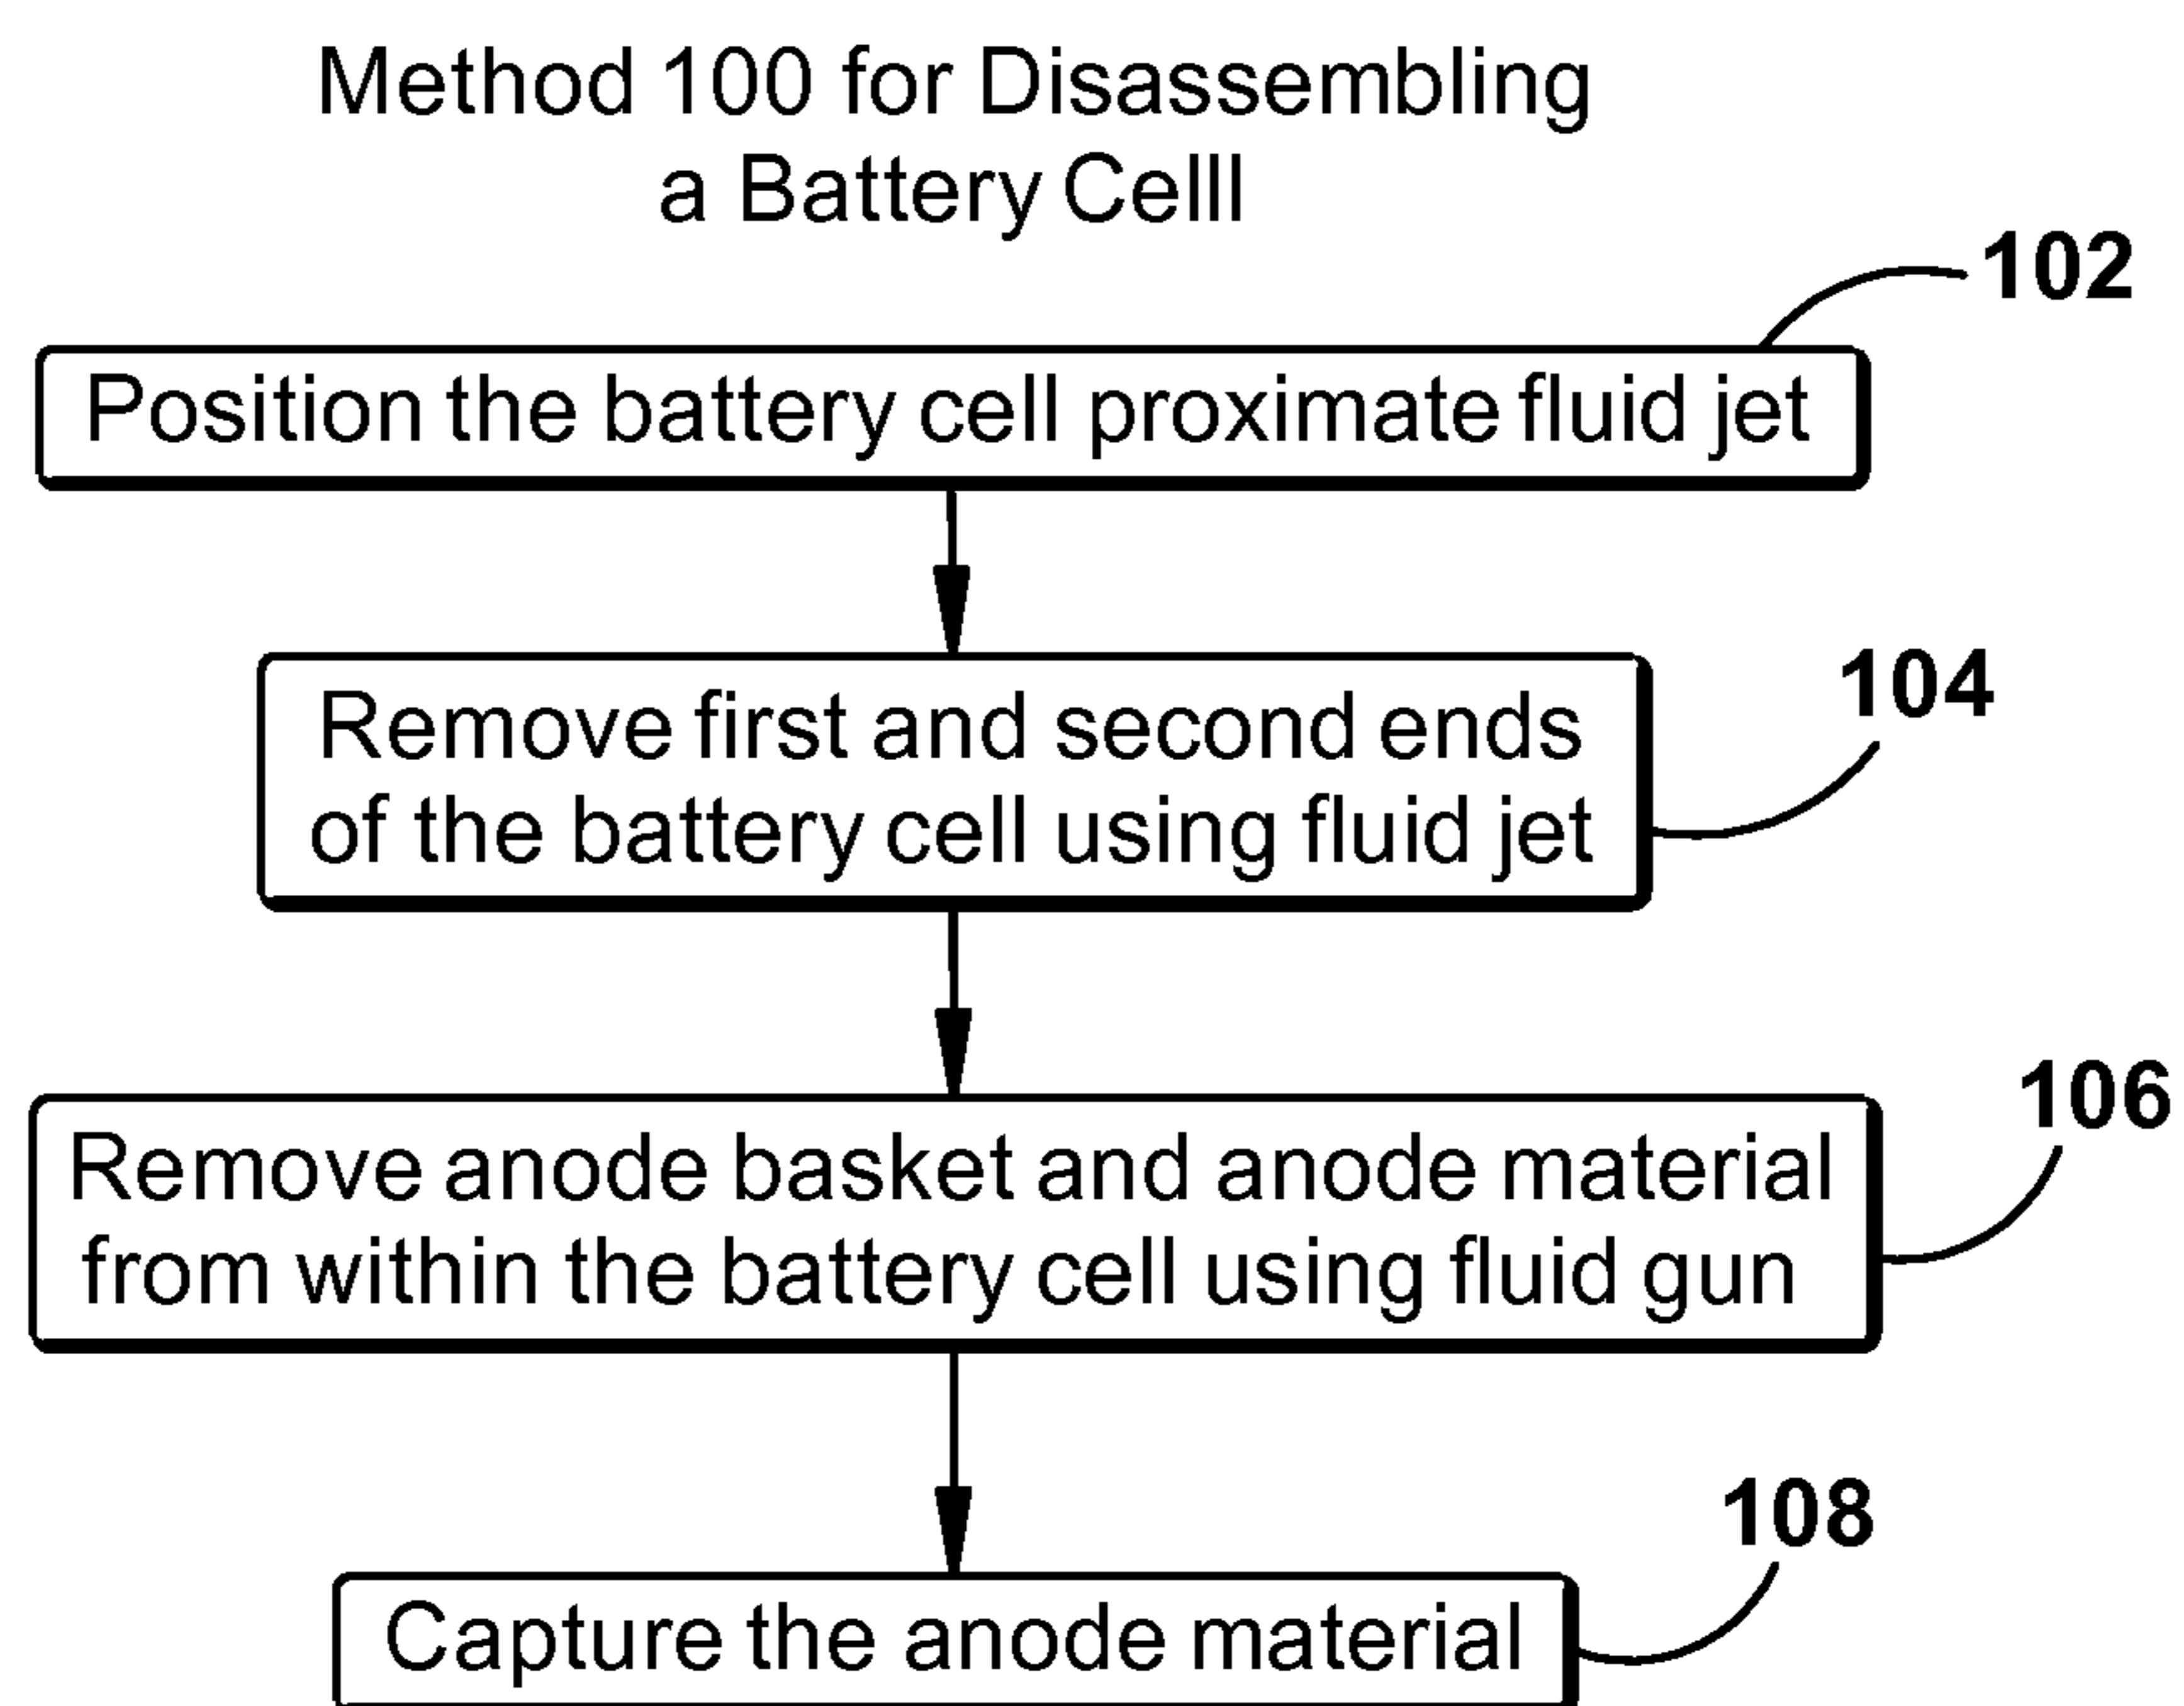 Method 100 for Disassembling
a Battery Celll
102
Position the battery cell proximate fluid jet
104
Remove first and second ends
of the battery cell using fluid jet
106
Remove anode basket and anode material
from within the battery cell using fluid gun
108
Capture the anode material